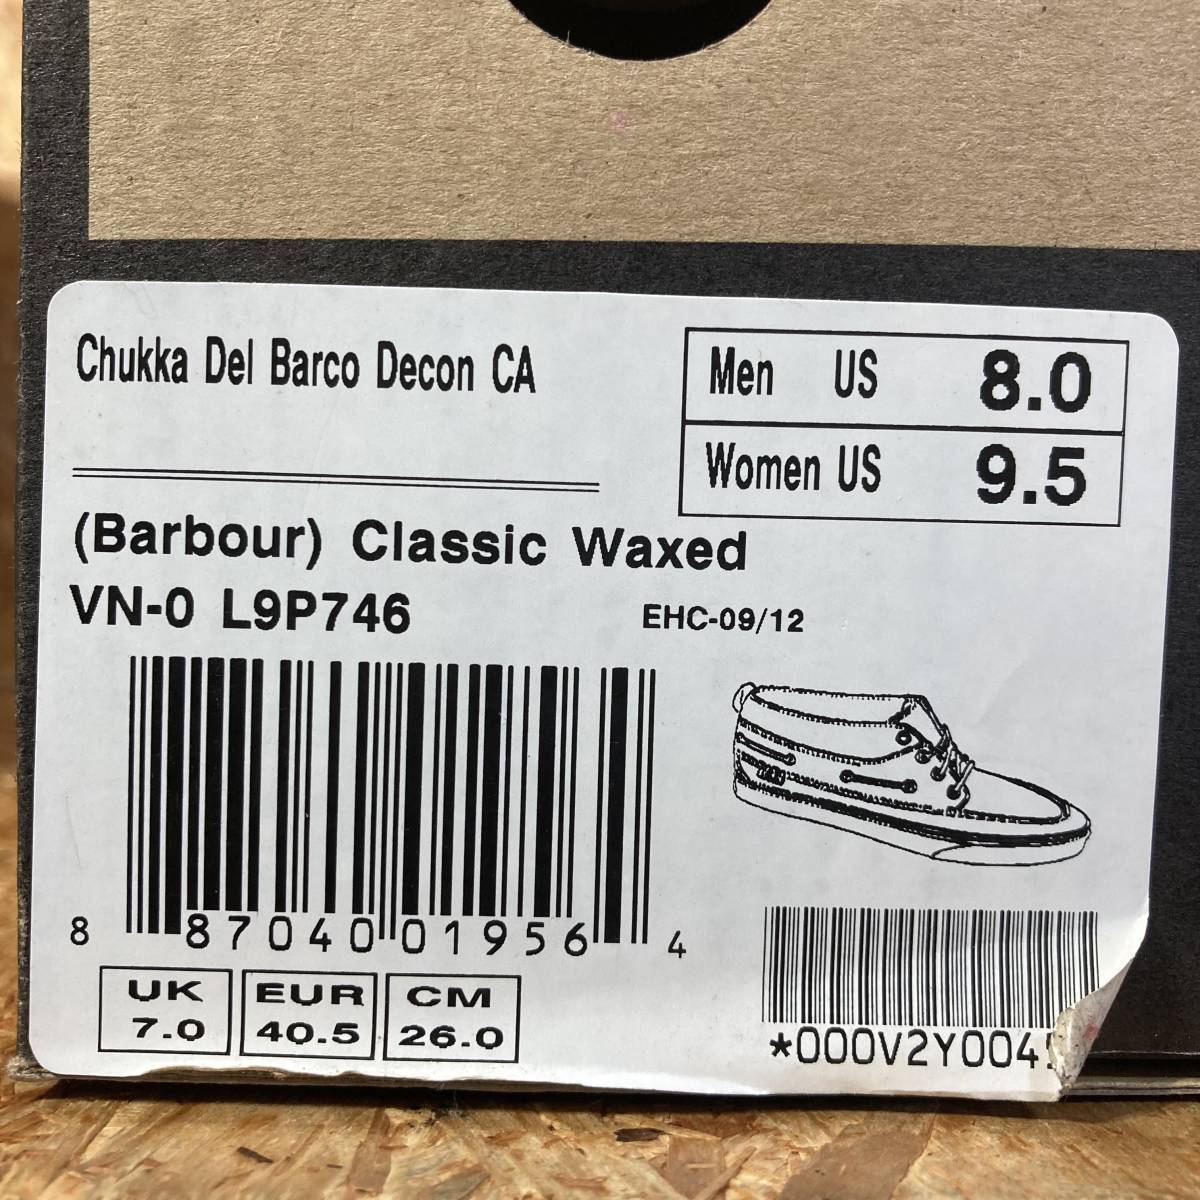 Chukka Del Barco Decon CA
Men US 8.0
Women US 9.5
(Barbour) Classic Waxed
VN-0 L9P746
EHC-09/12
8 87040 01956 4
UK
7.0
EUR
40.5
CM
26.0
*000V2Y004